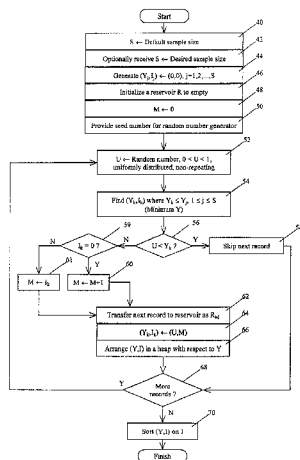 Start
40
S ← Default sample size
42
Optionally receive S ← Desired sample size
44
Generate (Yⱼ,Iⱼ) ← (0,0), j=1,2,...S
46
Initialize a reservoir R to empty
48
M ← 0
50
Provide seed number for random number generator
52
U ← Random number, 0 < U < 1,
uniformly distributed, non-repeating
54
Find (Yₖ,Iₖ) where Yₖ ≤ Yⱼ, 1 ≤ j ≤ S
(Minimum Y)
59
56
N
Iₖ = 0 ?
N
U < Yₖ ?
Y
Skip next record
61
Y
60
M ← Iₖ
M ← M+1
62
Transfer next record to reservoir as R
64
(Yₖ,Iₖ) ← (U,M)
66
Arrange (Y,I) in a heap with respect to Y
68
Y
More
records ?
N
70
Sort (Y,I) on I
Finish